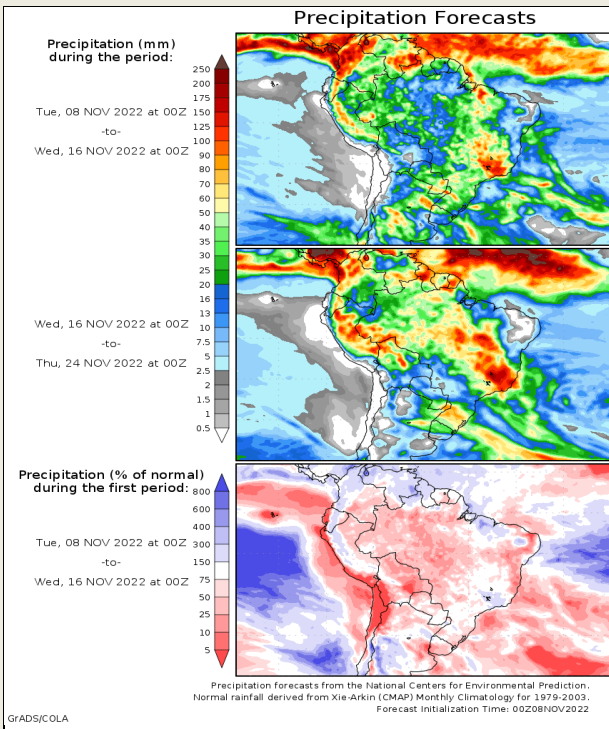 Precipitation Forecasts
Precipitation (mm)
during the period:
Tue, 08 NOV 2022 at 00Z
-to-
Wed, 16 NOV 2022 at 00Z
250
200
175
150
125
100
90
80
70
60
50
40
35
30
25
20
16
13
10
7.5
5
2.5
2
1.5
1
0.5
Wed, 16 NOV 2022 at 00Z
-to-
Thu, 24 NOV 2022 at 00Z
Precipitation (% of normal)
during the first period:
Tue, 08 NOV 2022 at 00Z
-to-
Wed, 16 NOV 2022 at 00Z
800
600
400
300
150
75
50
25
10
5
Precipitation forecasts from the National Centers for Environmental Prediction.
Normal rainfall derived from Xie-Arkin (CMAP) Monthly Climatology for 1979-2003.
Forecast Initialization Time: 00Z08NOV2022
GrADS/COLA